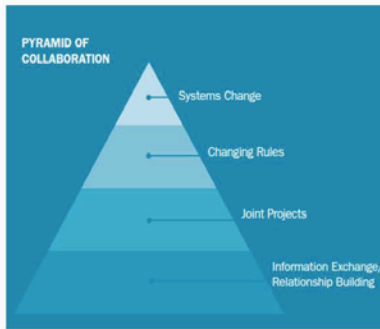 PYRAMID OF
COLLABORATION
Systems Change
Changing Rules
Joint Projects
Information Exchange/
Relationship Building